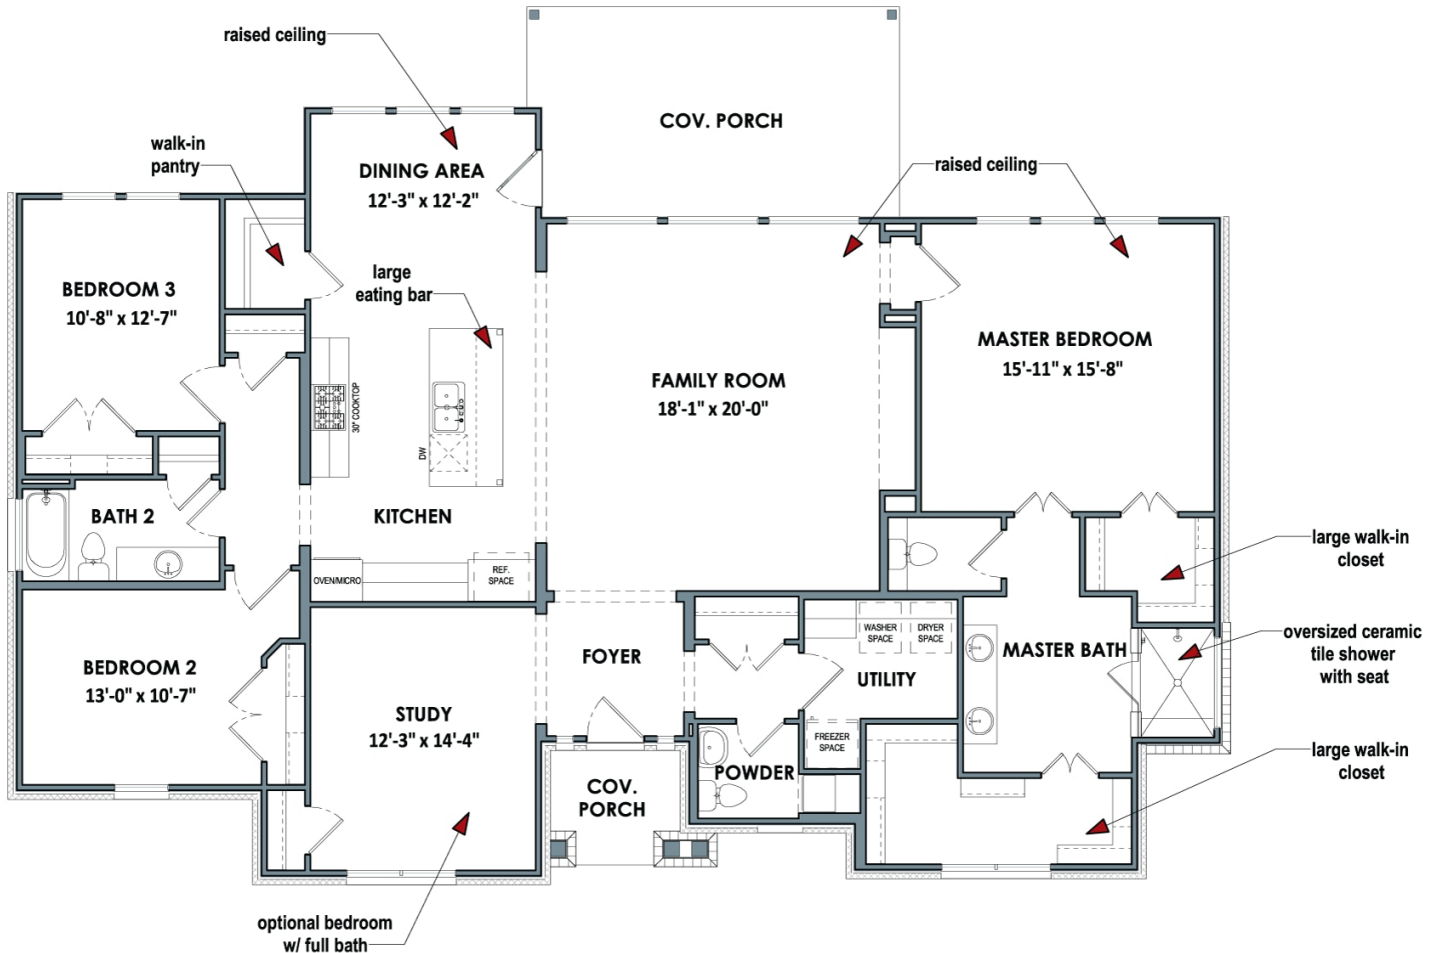 raised ceiling
COV. PORCH
walk-in
pantry
DINING AREA
12'-3" x 12'-2"
raised ceiling
large
eating bar
BEDROOM 3
10'-8" x 12'-7"
MASTER BEDROOM
15'-11" x 15'-8"
FAMILY ROOM
18'-1" x 20'-0"
30" COOKTOP
DW
BATH 2
KITCHEN
large walk-in
closet
OVEN/MICRO
REF.
SPACE
WASHER
SPACE
DRYER
SPACE
oversized ceramic
tile shower
with seat
FOYER
MASTER BATH
BEDROOM 2
13'-0" x 10'-7"
UTILITY
STUDY
12'-3" x 14'-4"
FREEZER
SPACE
large walk-in
closet
POWDER
COV.
PORCH
optional bedroom
w/ full bath